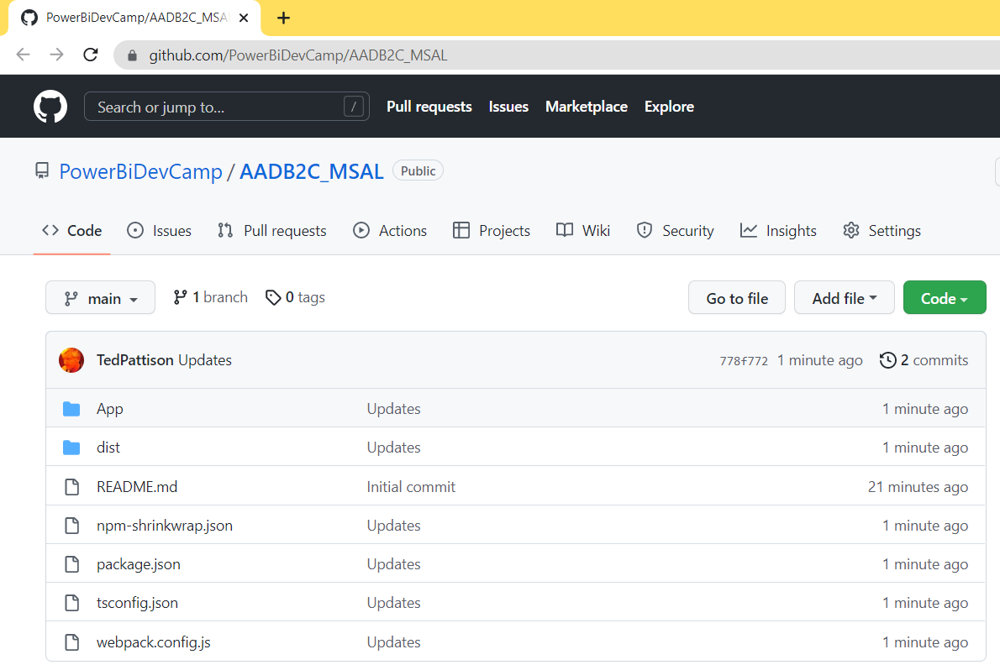 PowerBiDevCamp/AADB2C_MSA
github.com/PowerBiDevCamp/AADB2C_MSAL
Search or jump to... / Pull requests Issues Marketplace Explore
PowerBiDevCamp / AADB2C_MSAL Public
Code Issues Pull requests Actions Projects Wiki Security Insights Settings
main 1 branch 0 tags Go to file Add file Code
TedPattison Updates 778f772 1 minute ago 2 commits
App Updates 1 minute ago
dist Updates 1 minute ago
README.md Initial commit 21 minutes ago
npm-shrinkwrap.json Updates 1 minute ago
package.json Updates 1 minute ago
tsconfig.json Updates 1 minute ago
webpack.config.js Updates 1 minute ago